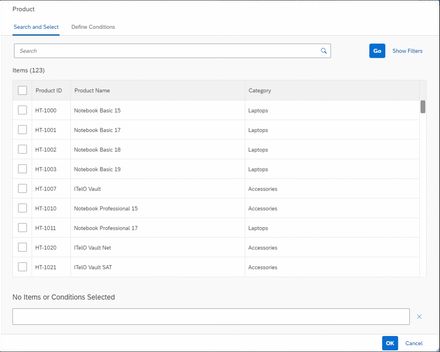 Product
Search and Select Define Conditions
Search Go Show Filters
Items (123)
Product ID Product Name Category
HT-1000 Notebook Basic 15 Laptops
HT-1001 Notebook Basic 17 Laptops
HT-1002 Notebook Basic 18 Laptops
HT-1003 Notebook Basic 19 Laptops
HT-1007 ITelO Vault Accessories
HT-1010 Notebook Professional 15 Accessories
HT-1011 Notebook Professional 17 Laptops
HT-1020 ITelO Vault Net Accessories
HT-1021 ITelO Vault SAT Accessories
No Items or Conditions Selected
OK Cancel